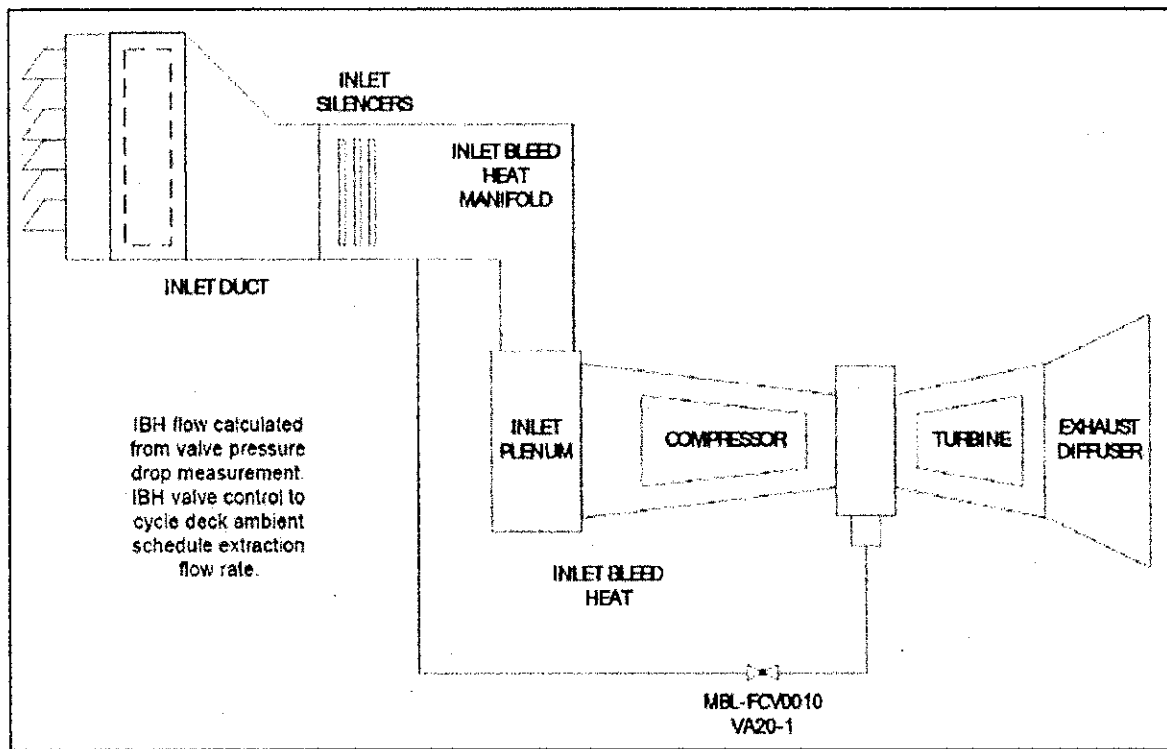 INLET
SILENCERS
INLET BLEED
HEAT
MANIFOLD
INLET DUCT
IBH flow calculated
from valve pressure
drop measurement.
IBH valve control to
cycle deck ambient
schedule extraction
flow rate.
INLET
PLENUM
COMPRESSOR
TURBINE
EXHAUST
DIFFUSER
INLET BLEED
HEAT
MBL-FCV0010
VA20-1